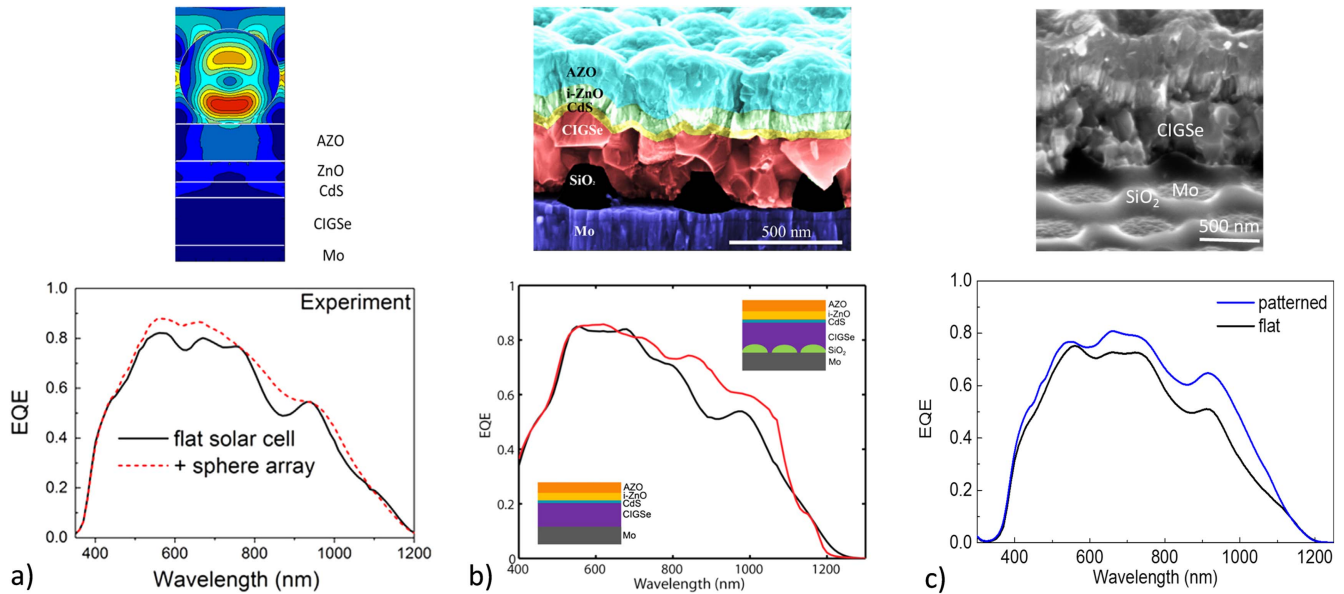 AZO
ZnO
CdS
CIGSe
Mo
AZO
i-ZnO
CdS
CIGSe
SiO₂
Mo
500 nm
CIGSe
Mo
SiO₂
500 nm
Experiment
EQE
1.0
0.8
0.6
0.4
0.2
0.0
flat solar cell
+ sphere array
400 600 800 1000 1200
Wavelength (nm)
a)
EQE
1
0.8
0.6
0.4
0.2
0
AZO
i-ZnO
CdS
CIGSe
SiO₂
Mo
AZO
i-ZnO
CdS
CIGSe
Mo
400 600 800 1000 1200
Wavelength (nm)
b)
EQE
1.0
0.8
0.6
0.4
0.2
0.0
patterned
flat
400 600 800 1000 1200
Wavelength (nm)
c)